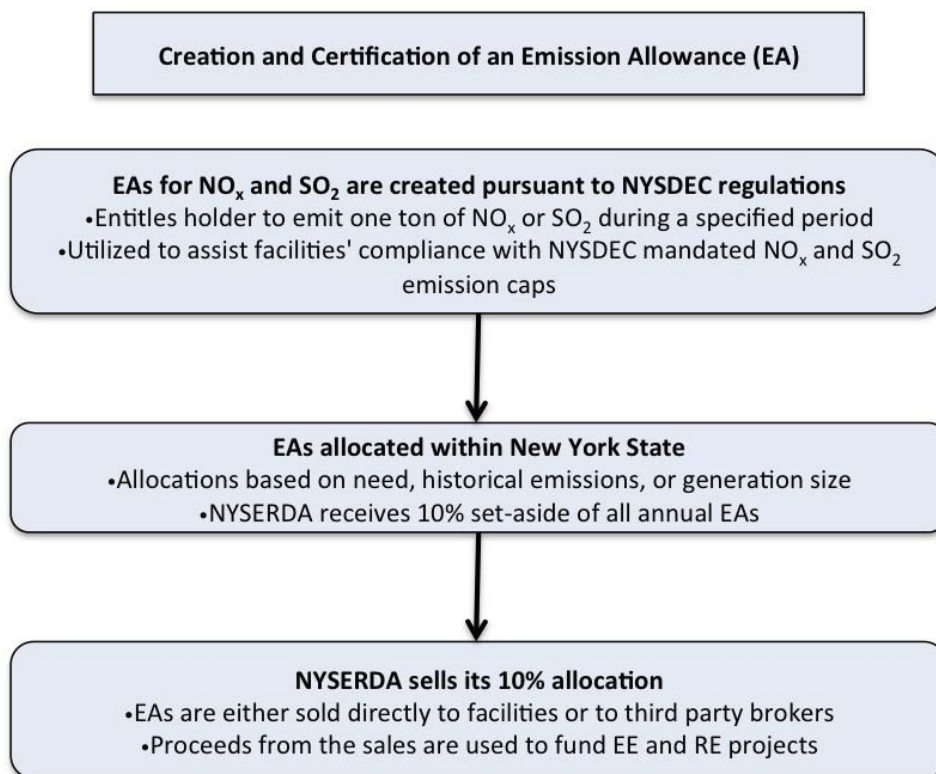 Creation and Certification of an Emission Allowance (EA)
EAs for NOₓ and SO₂ are created pursuant to NYSDEC regulations
•Entitles holder to emit one ton of NOₓ or SO₂ during a specified period
•Utilized to assist facilities' compliance with NYSDEC mandated NOₓ and SO₂
emission caps
EAs allocated within New York State
•Allocations based on need, historical emissions, or generation size
•NYSERDA receives 10% set-aside of all annual EAs
NYSERDA sells its 10% allocation
•EAs are either sold directly to facilities or to third party brokers
•Proceeds from the sales are used to fund EE and RE projects